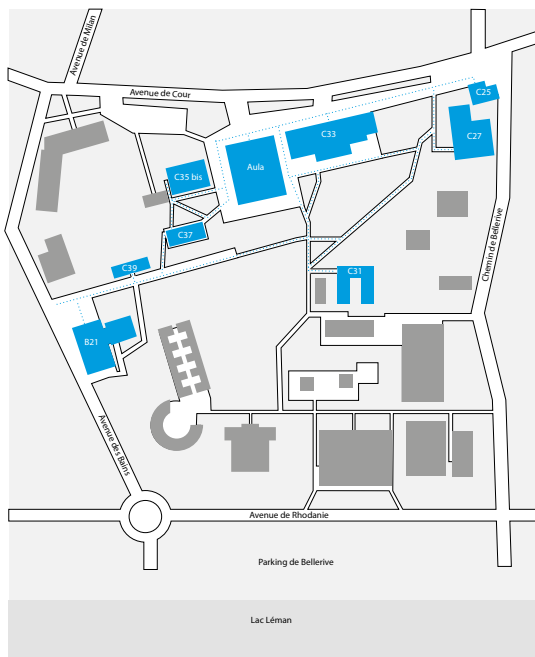 Avenue de Milan
Avenue de Cour
C25
C33
C27
Aula
C35 bis
C37
C39
C31
Chemin de Bellerive
B21
Avenue des Bains
Avenue de Rhodanie
Parking de Bellerive
Lac Léman